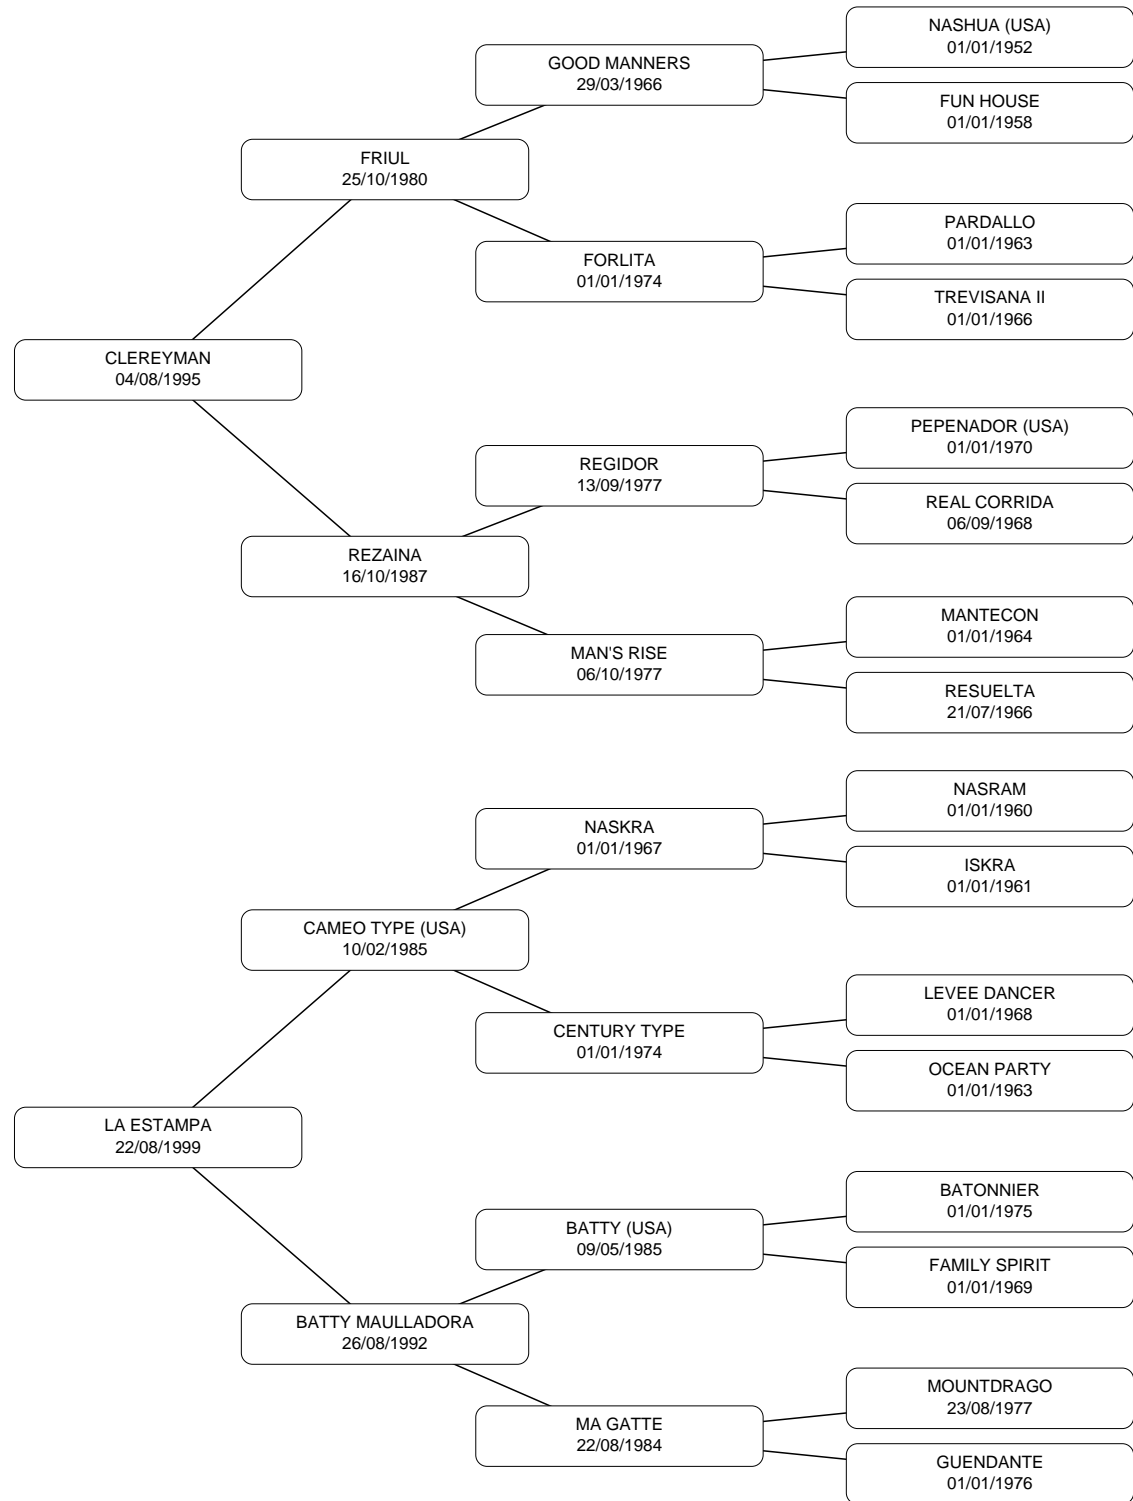 NASHUA (USA)
01/01/1952
GOOD MANNERS
29/03/1966
FUN HOUSE
01/01/1958
FRIUL
25/10/1980
PARDALLO
01/01/1963
FORLITA
01/01/1974
TREVISANA II
01/01/1966
CLEREYMAN
04/08/1995
PEPENADOR (USA)
01/01/1970
REGIDOR
13/09/1977
REAL CORRIDA
06/09/1968
REZAINA
16/10/1987
MANTECON
01/01/1964
MAN'S RISE
06/10/1977
RESUELTA
21/07/1966
NASRAM
01/01/1960
NASKRA
01/01/1967
ISKRA
01/01/1961
CAMEO TYPE (USA)
10/02/1985
LEVEE DANCER
01/01/1968
CENTURY TYPE
01/01/1974
OCEAN PARTY
01/01/1963
LA ESTAMPA
22/08/1999
BATONNIER
01/01/1975
BATTY (USA)
09/05/1985
FAMILY SPIRIT
01/01/1969
BATTY MAULLADORA
26/08/1992
MOUNTDRAGO
23/08/1977
MA GATTE
22/08/1984
GUENDANTE
01/01/1976